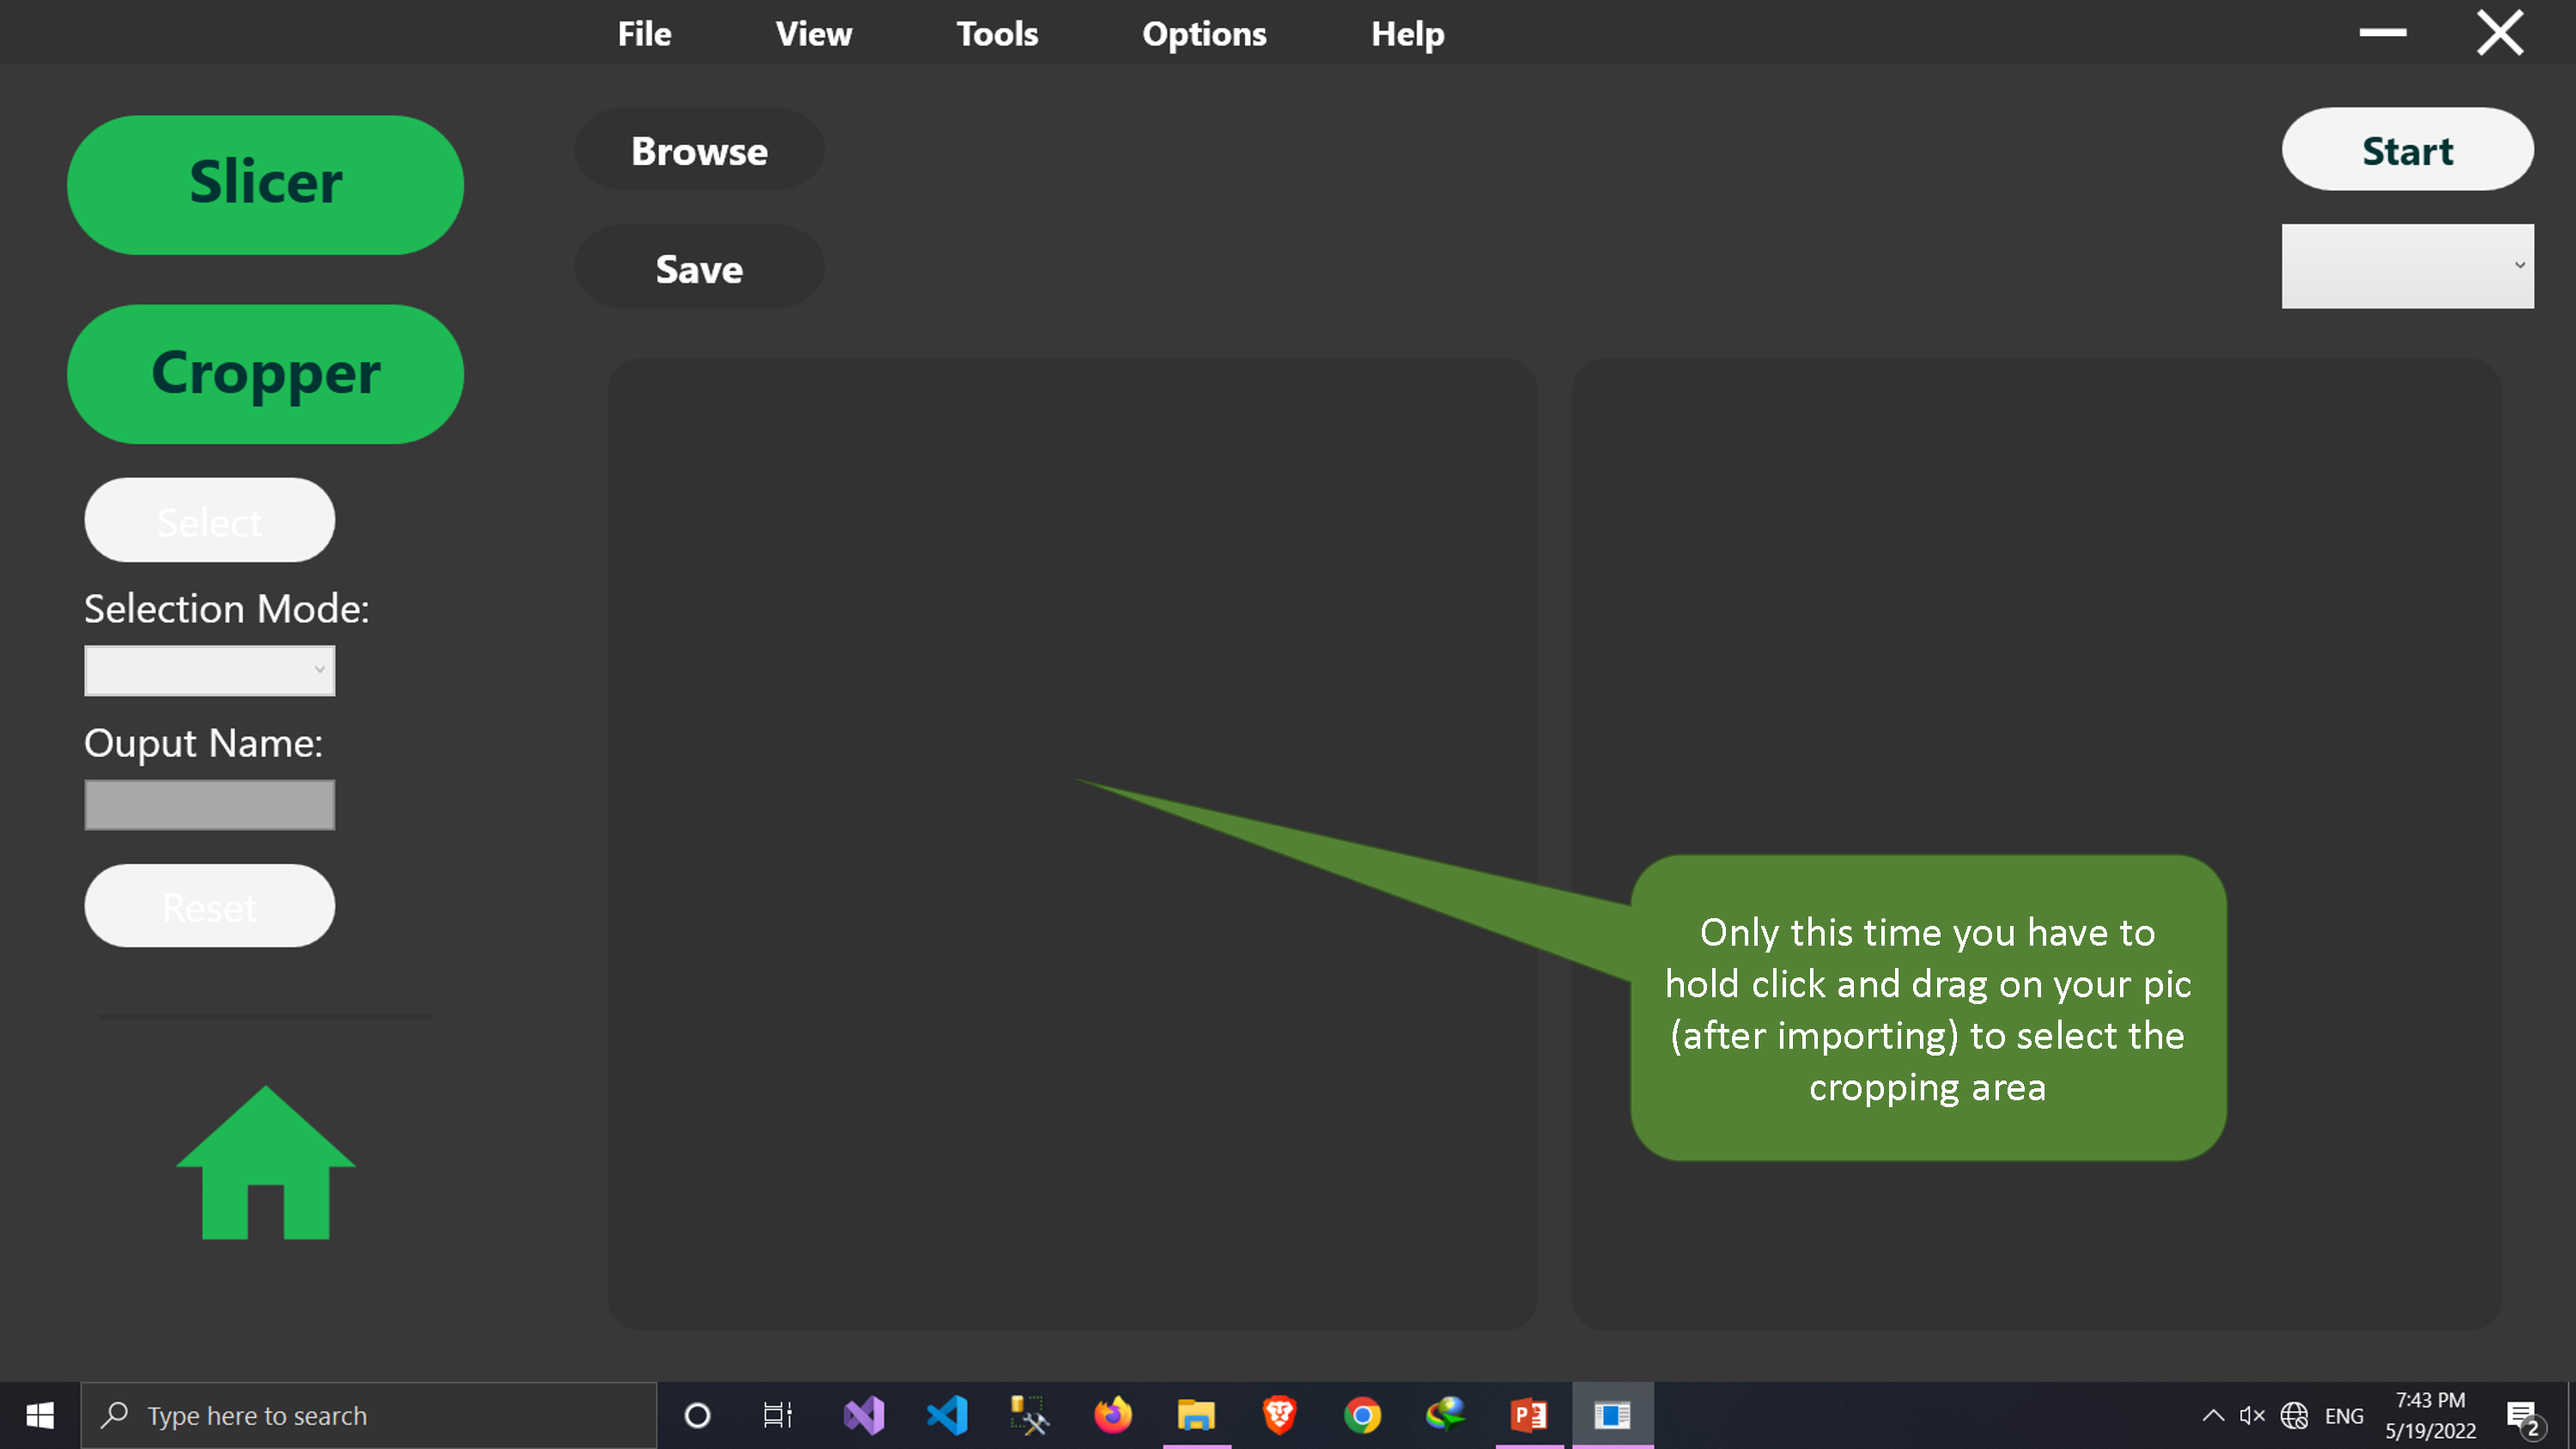 File View Tools Options Help
Slicer
Cropper
Select
Selection Mode:
Ouput Name:
Reset
Browse
Save
Start
Only this time you have to
hold click and drag on your pic
(after importing) to select the
cropping area
Type here to search
ENG
7:43 PM
5/19/2022
2